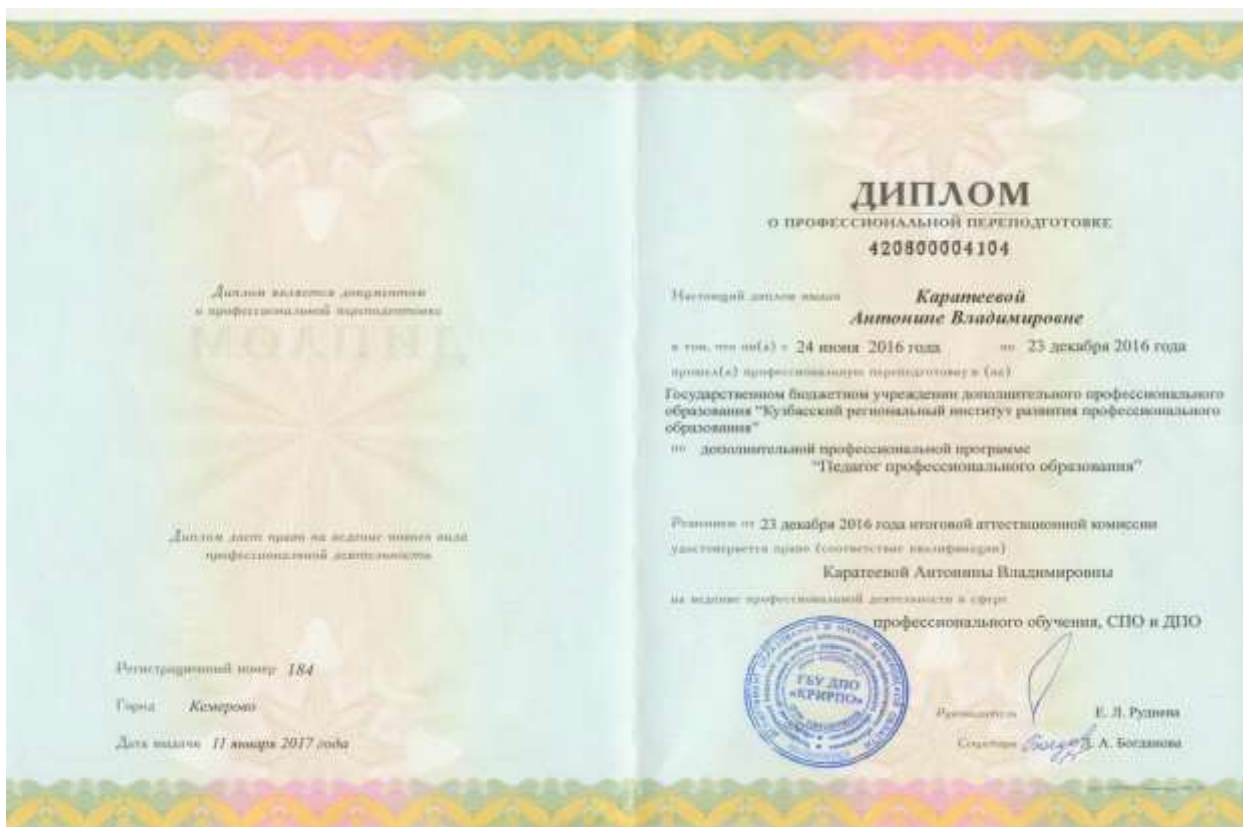 Диплом является документом
о профессиональной переподготовке
Диплом дает право на ведение нового вида
профессиональной деятельности
Регистрационный номер 184
Город Кемерово
Дата выдачи 11 января 2017 года
ДИПЛОМ
О ПРОФЕССИОНАЛЬНОЙ ПЕРЕПОДГОТОВКЕ
420800004104
Настоящий диплом выдан Каратеевой
Антонине Владимировне
в том, что он(а) с 24 июня 2016 года по 23 декабря 2016 года
прошел(а) профессиональную переподготовку в (на)
Государственном бюджетном учреждении дополнительного профессионального
образования "Кузбасский региональный институт развития профессионального
образования"
по дополнительной профессиональной программе
"Педагог профессионального образования"
Решением от 23 декабря 2016 года итоговой аттестационной комиссии
удостоверяется право (соответствие квалификации)
Каратеевой Антонины Владимировны
на ведение профессиональной деятельности в сфере
профессионального обучения, СПО и ДПО
ГБУ ДПО
«КРИРПО»
Руководитель Е. Л. Руднева
Секретарь А. Богданова